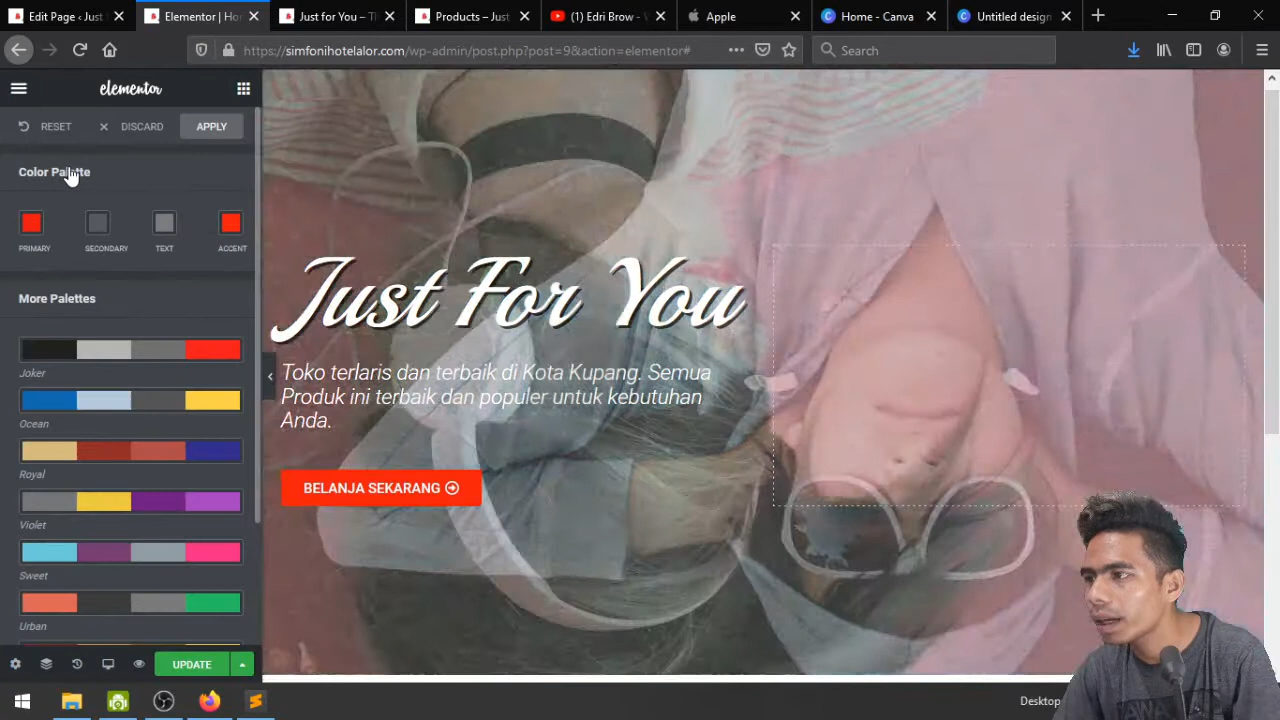 Edit Page ‹ Just
Elementor | Ho
Just for You – Th
Products – Just
(1) Edri Brow -
Apple
Home - Canva
Untitled design
https://simfonihotelalor.com/wp-admin/post.php?post=9&action=elementor#
Search
elementor
RESET
DISCARD
APPLY
Color Palette
PRIMARY
SECONDARY
TEXT
ACCENT
More Palettes
Joker
Ocean
Royal
Violet
Sweet
Urban
UPDATE
Just For You
Toko terlaris dan terbaik di Kota Kupang. Semua
Produk ini terbaik dan populer untuk kebutuhan
Anda.
BELANJA SEKARANG
Desktop